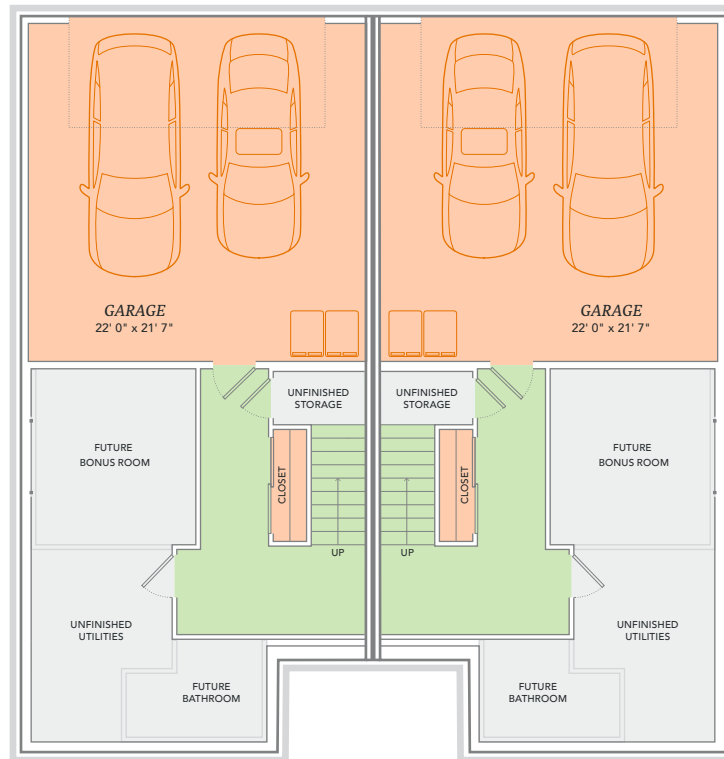 GARAGE
22' 0" x 21' 7"
GARAGE
22' 0" x 21' 7"
UNFINISHED
STORAGE
UNFINISHED
STORAGE
FUTURE
BONUS ROOM
CLOSET
CLOSET
FUTURE
BONUS ROOM
UP
UP
UNFINISHED
UTILITIES
UNFINISHED
UTILITIES
FUTURE
BATHROOM
FUTURE
BATHROOM